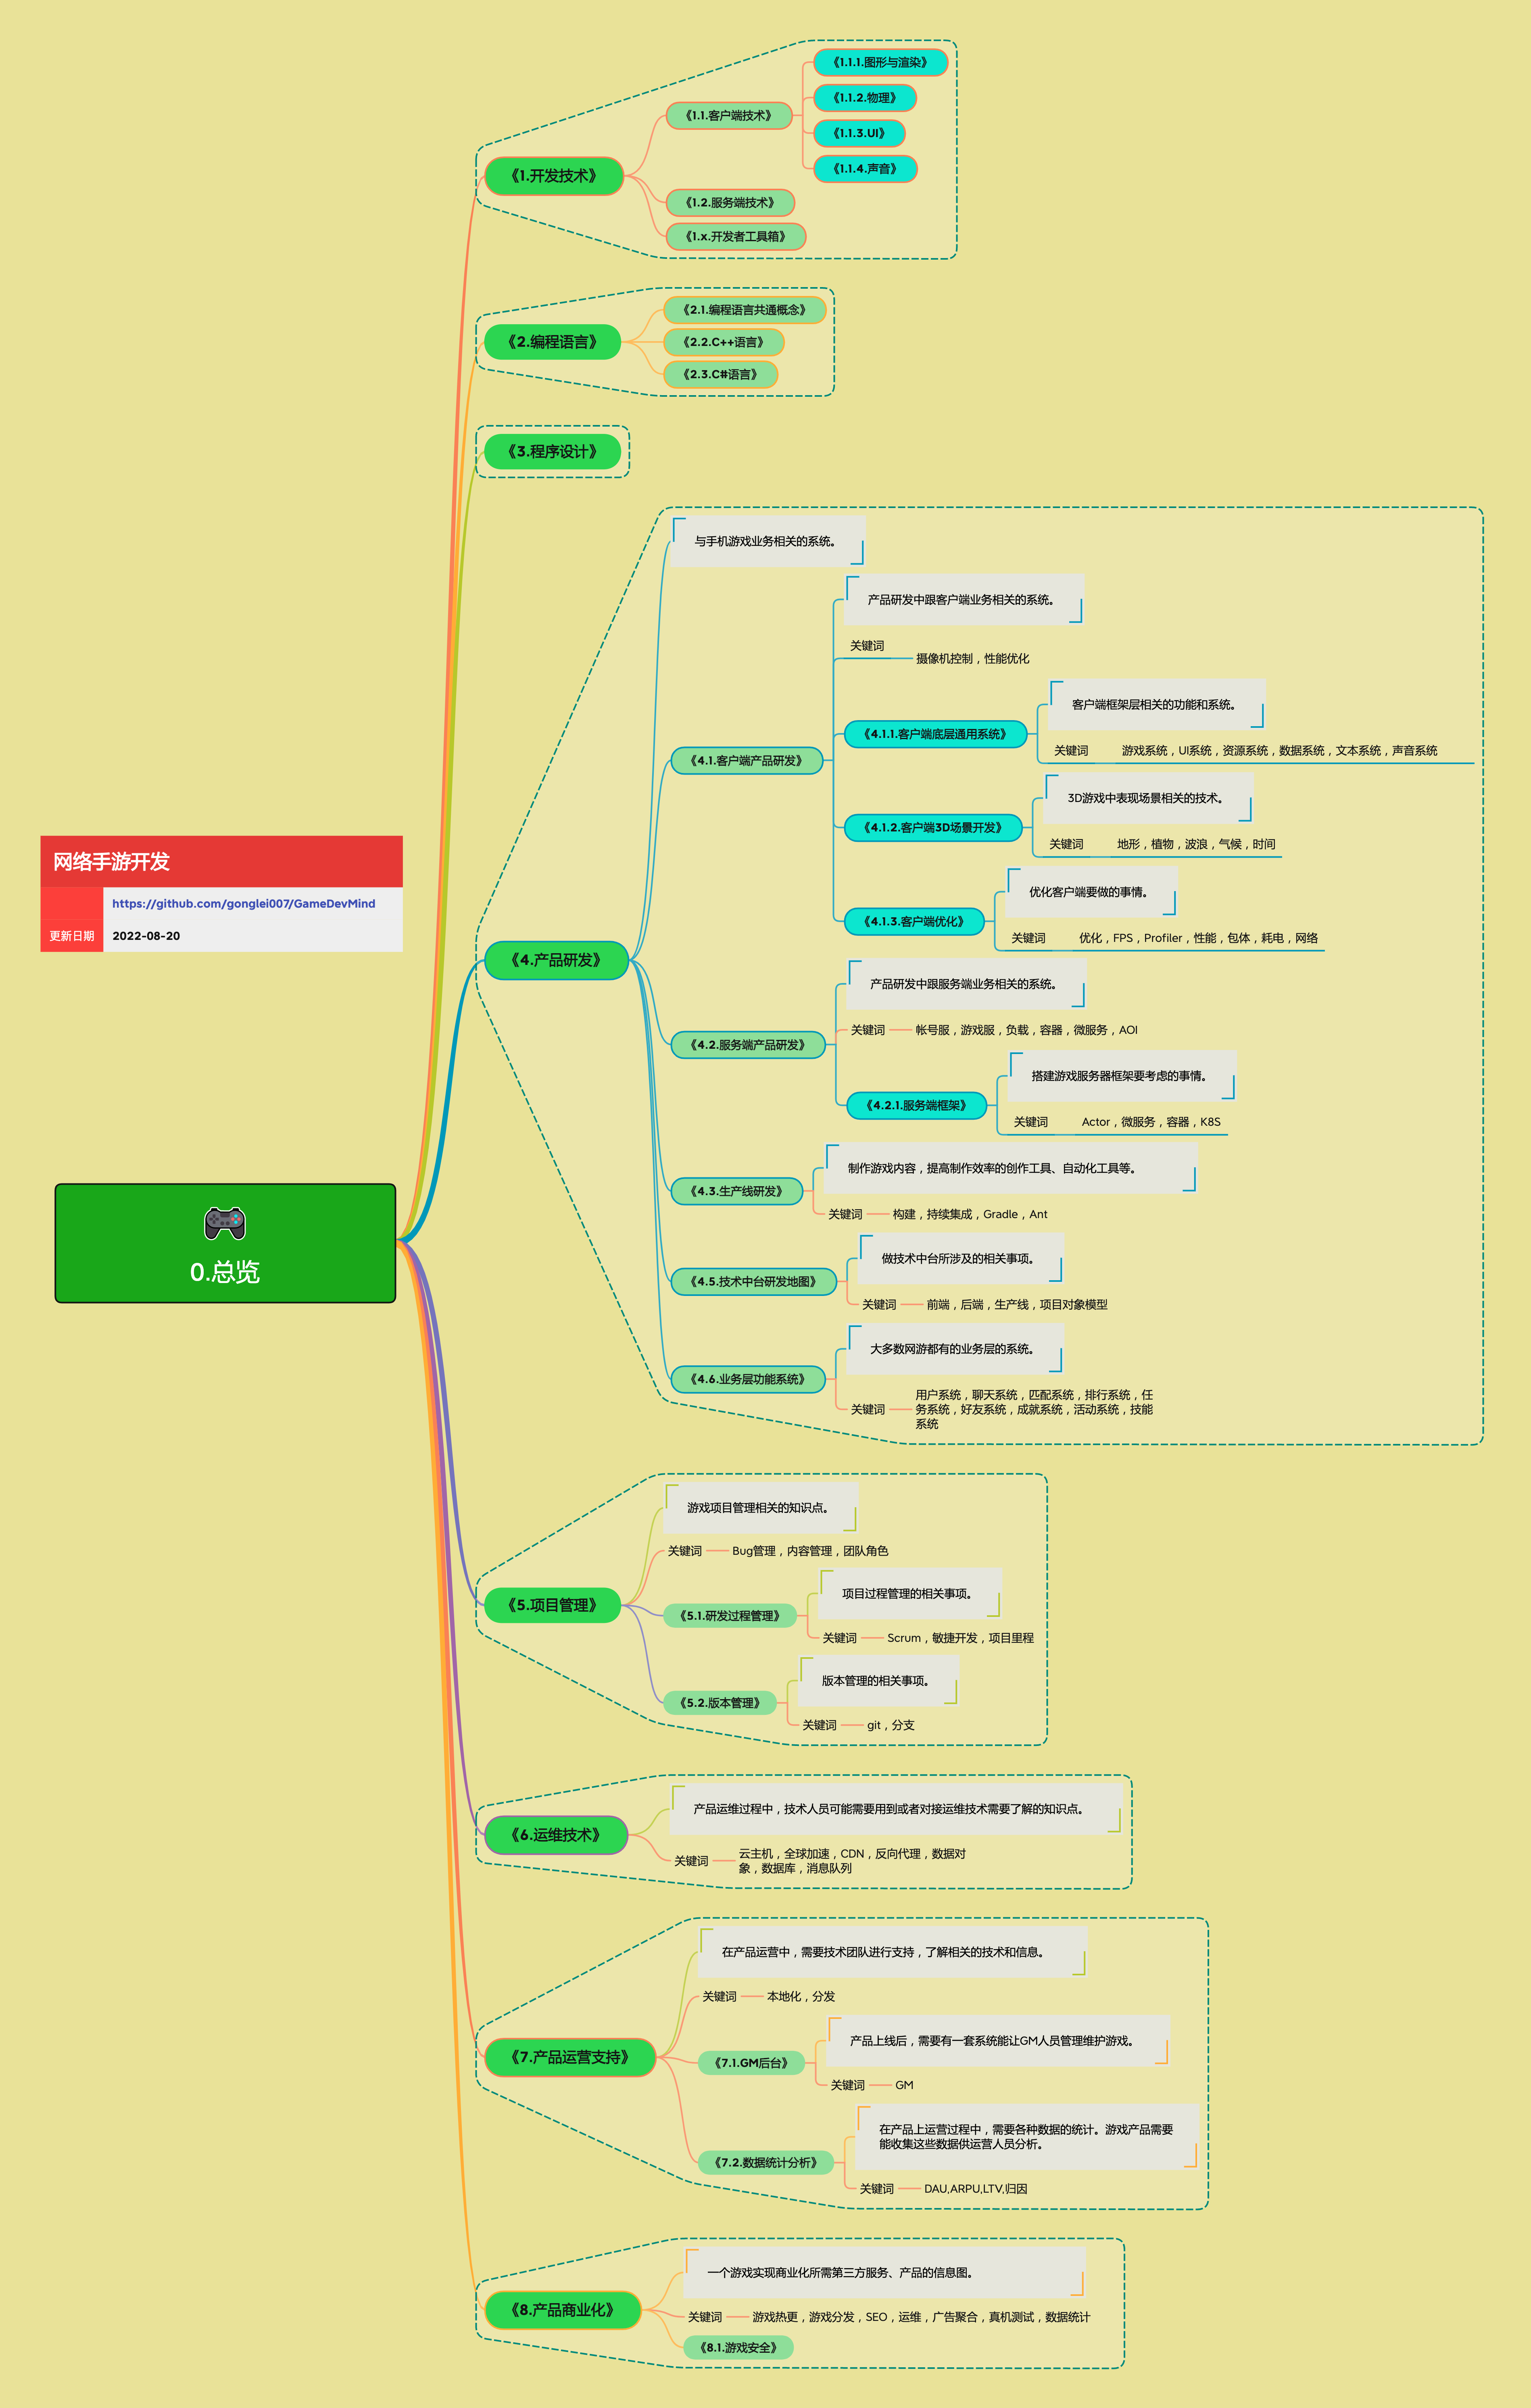 网络手游开发
https://github.com/gonglei007/GameDevMind
更新日期
2022-08-20
0.总览
《1.开发技术》
《1.1.客户端技术》
《1.1.1.图形与渲染》
《1.1.2.物理》
《1.1.3.UI》
《1.1.4.声音》
《1.2.服务端技术》
《1.x.开发者工具箱》
《2.编程语言》
《2.1.编程语言共通概念》
《2.2.C++语言》
《2.3.C#语言》
《3.程序设计》
《4.产品研发》
与手机游戏业务相关的系统。
《4.1.客户端产品研发》
产品研发中跟客户端业务相关的系统。
关键词
摄像机控制，性能优化
《4.1.1.客户端底层通用系统》
客户端框架层相关的功能和系统。
关键词
游戏系统，UI系统，资源系统，数据系统，文本系统，声音系统
《4.1.2.客户端3D场景开发》
3D游戏中表现场景相关的技术。
关键词
地形，植物，波浪，气候，时间
《4.1.3.客户端优化》
优化客户端要做的事情。
关键词
优化，FPS，Profiler，性能，包体，耗电，网络
《4.2.服务端产品研发》
产品研发中跟服务端业务相关的系统。
关键词
帐号服，游戏服，负载，容器，微服务，AOI
《4.2.1.服务端框架》
搭建游戏服务器框架要考虑的事情。
关键词
Actor，微服务，容器，K8S
《4.3.生产线研发》
制作游戏内容，提高制作效率的创作工具、自动化工具等。
关键词
构建，持续集成，Gradle，Ant
《4.5.技术中台研发地图》
做技术中台所涉及的相关事项。
关键词
前端，后端，生产线，项目对象模型
《4.6.业务层功能系统》
大多数网游都有的业务层的系统。
关键词
用户系统，聊天系统，匹配系统，排行系统，任
务系统，好友系统，成就系统，活动系统，技能
系统
《5.项目管理》
游戏项目管理相关的知识点。
关键词
Bug管理，内容管理，团队角色
《5.1.研发过程管理》
项目过程管理的相关事项。
关键词
Scrum，敏捷开发，项目里程
《5.2.版本管理》
版本管理的相关事项。
关键词
git，分支
《6.运维技术》
产品运维过程中，技术人员可能需要用到或者对接运维技术需要了解的知识点。
关键词
云主机，全球加速，CDN，反向代理，数据对
象，数据库，消息队列
《7.产品运营支持》
在产品运营中，需要技术团队进行支持，了解相关的技术和信息。
关键词
本地化，分发
《7.1.GM后台》
产品上线后，需要有一套系统能让GM人员管理维护游戏。
关键词
GM
《7.2.数据统计分析》
在产品上运营过程中，需要各种数据的统计。游戏产品需要
能收集这些数据供运营人员分析。
关键词
DAU,ARPU,LTV,归因
《8.产品商业化》
一个游戏实现商业化所需第三方服务、产品的信息图。
关键词
游戏热更，游戏分发，SEO，运维，广告聚合，真机测试，数据统计
《8.1.游戏安全》